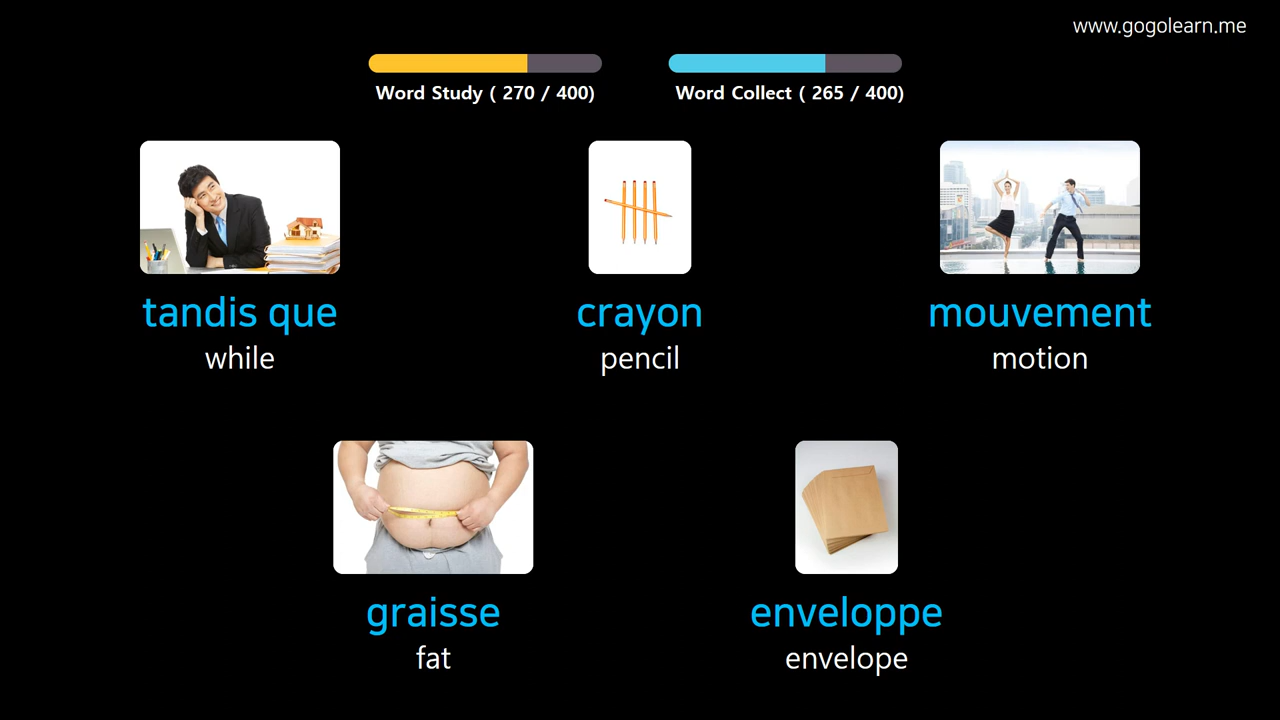 www.gogolearn.me
Word Study ( 270 / 400)
Word Collect ( 265 / 400)
tandis que
while
crayon
pencil
mouvement
motion
graisse
fat
enveloppe
envelope